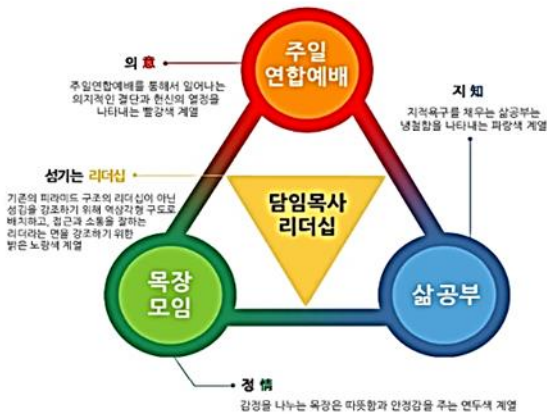 주일
연합예배
의 意
주일연합예배를 통해서 일어나는
의지적인 결단과 헌신의 열정을
나타내는 빨강색 계열
지 知
지적욕구를 채우는 삶공부는
냉철함을 나타내는 파랑색 계열
섬기는 리더십
기존의 피라미드 구조의 리더십이 아닌
섬김을 강조하기 위해 역삼각형 구도로
배치하고, 접근과 소통을 잘하는
리더라는 면을 강조하기 위한
밝은 노랑색 계열
담임목사
리더십
목장
모임
삶공부
정 情
감정을 나누는 목장은 따뜻함과 안정감을 주는 연두색 계열